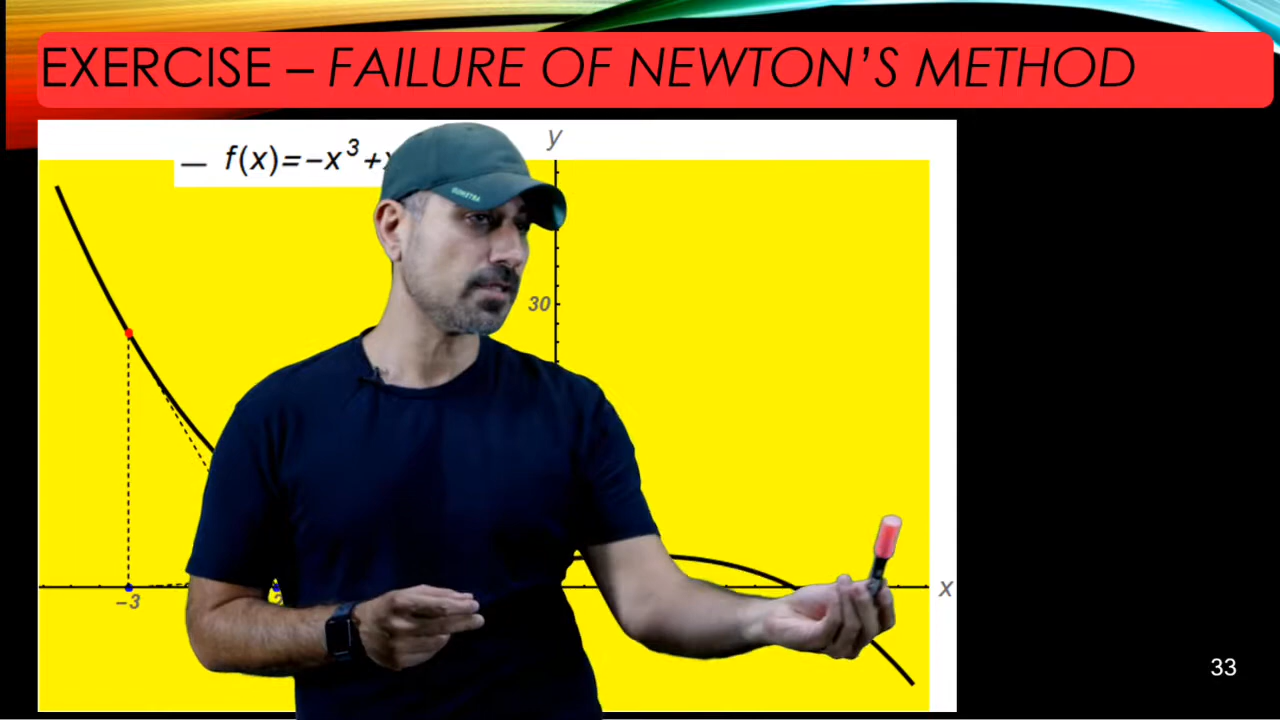 EXERCISE – FAILURE OF NEWTON'S METHOD
y
— f(x)=−x³+
30
−3
x
33